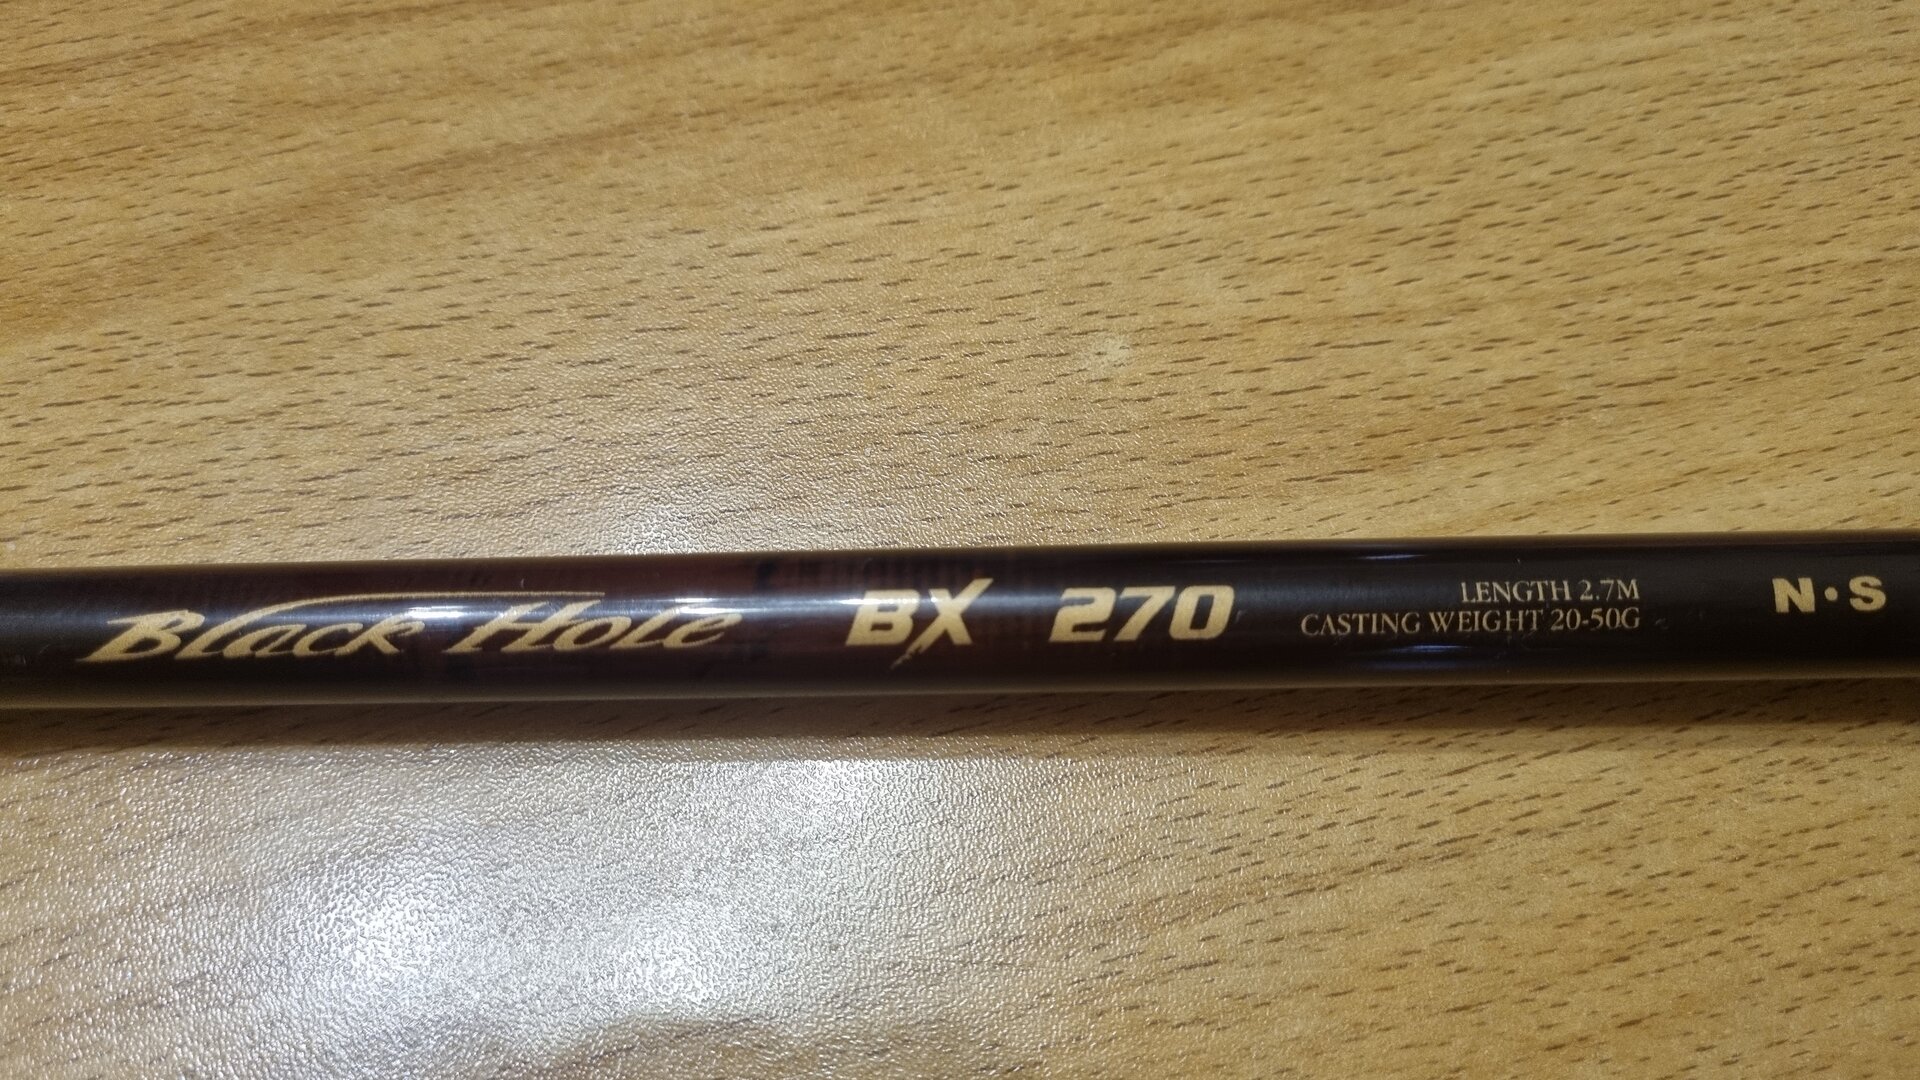 Black Hole BX 270
LENGTH 2.7M
CASTING WEIGHT 20-50G
N·S